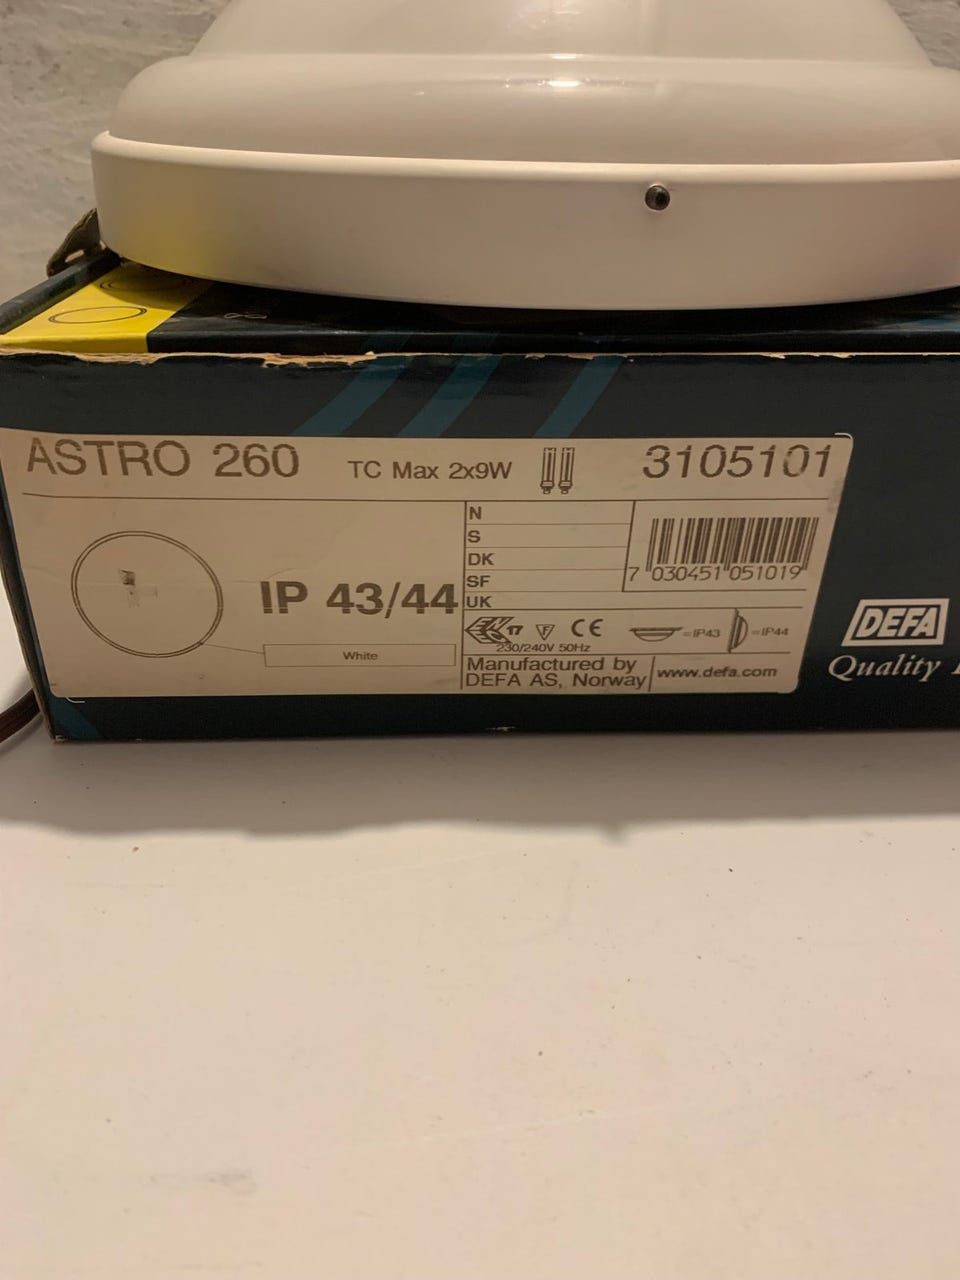 ASTRO 260 TC Max 2x9W 3105101
N
S
DK
SF
UK
7 030451 051019
IP 43/44
White
17 F CE =IP43 =IP44
230/240V 50Hz
Manufactured by
DEFA AS, Norway
www.defa.com
DEFA
Quality